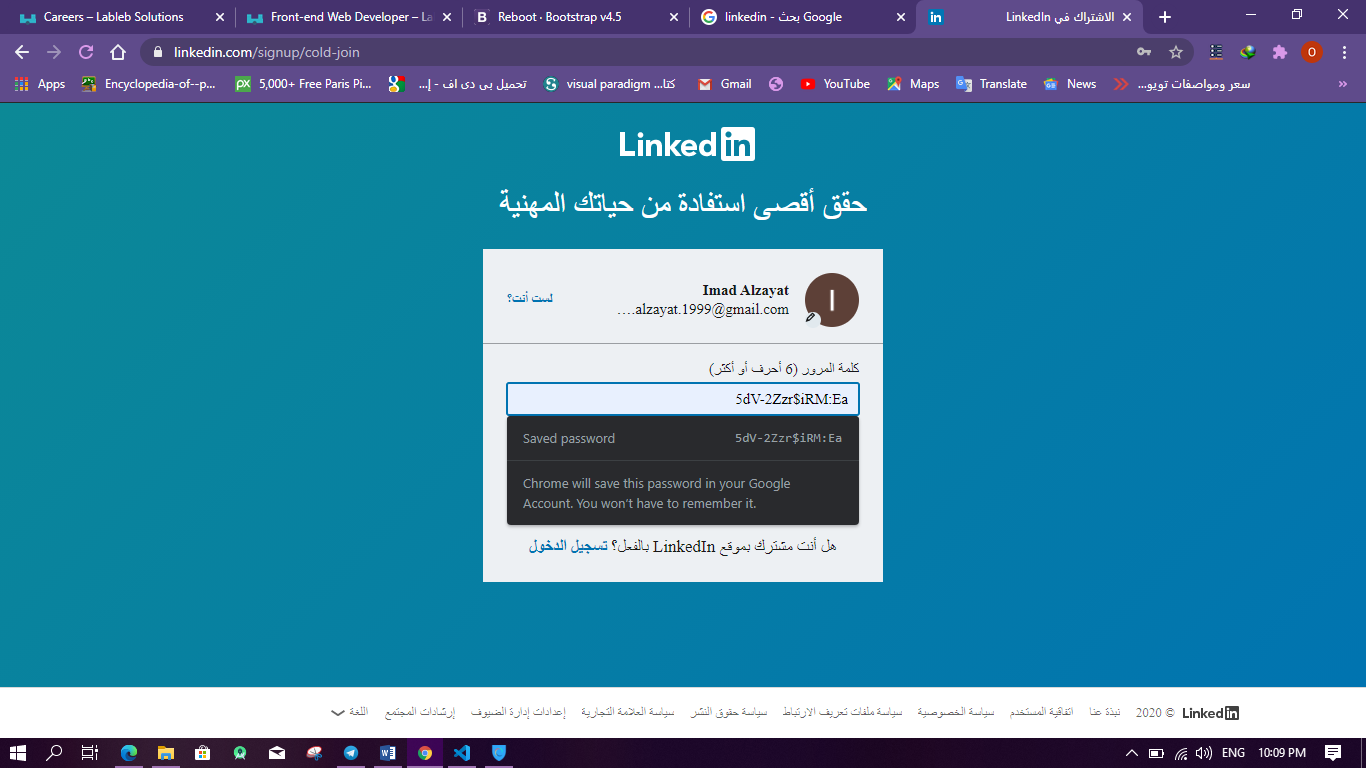 Careers – Lableb Solutions
Front-end Web Developer – La
Reboot · Bootstrap v4.5
linkedin - بحث Google
الاشتراك في LinkedIn
linkedin.com/signup/cold-join
O
Apps
Encyclopedia-of--p...
5,000+ Free Paris Pi...
تحميل بى دى اف - إ...
visual paradigm كتا...
Gmail
YouTube
Maps
Translate
News
سعر ومواصفات تويو...
Linked in
حقق أقصى استفادة من حياتك المهنية
I
Imad Alzayat
....alzayat.1999@gmail.com
لست أنت؟
كلمة المرور (6 أحرف أو أكثر)
5dV-2Zzr$iRM:Ea
Saved password 5dV-2Zzr$iRM:Ea
Chrome will save this password in your Google
Account. You won't have to remember it.
هل أنت مشترك بموقع LinkedIn بالفعل؟ تسجيل الدخول
Linked in © 2020 نبذة عنا اتفاقية المستخدم سياسة الخصوصية سياسة ملفات تعريف الارتباط سياسة حقوق النشر سياسة العلامة التجارية إعدادات إدارة الضيوف إرشادات المجتمع اللغة
ENG 10:09 PM